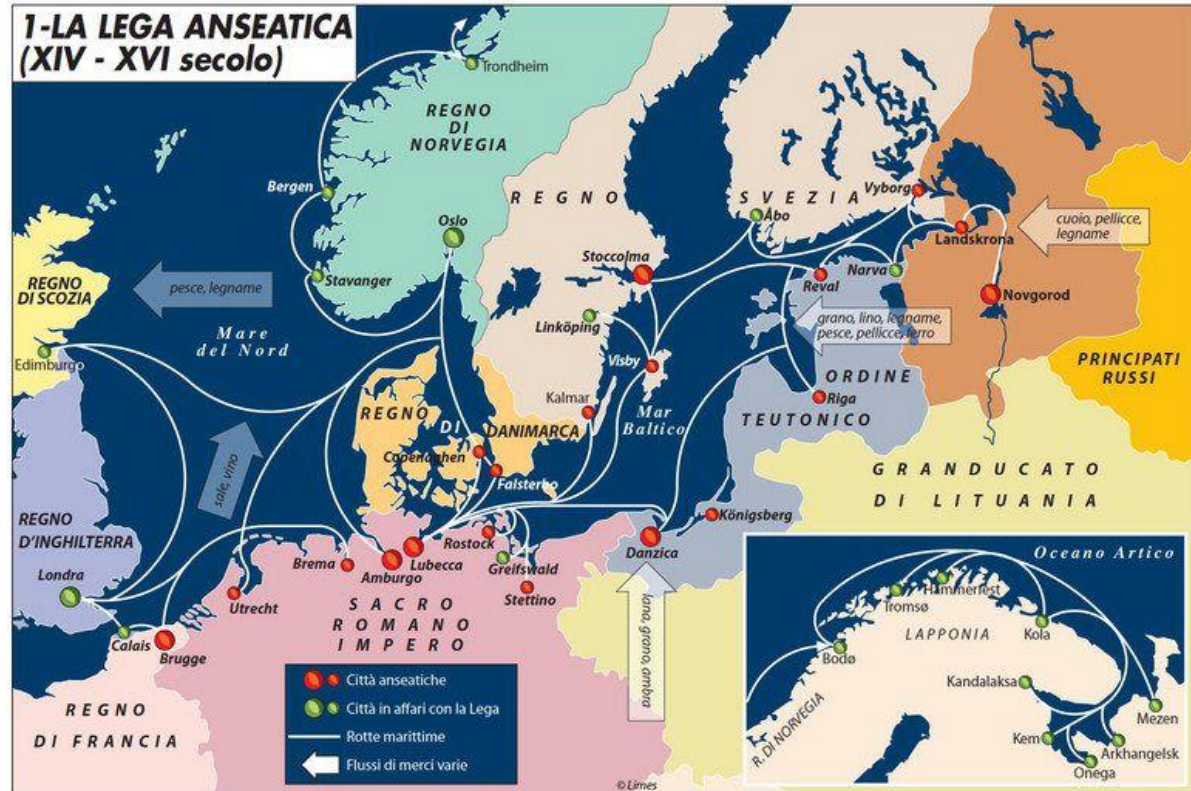 1-LA LEGA ANSEATICA
(XIV - XVI secolo)
Trondheim
REGNO
DI
NORVEGIA
Bergen
Oslo
Stavanger
REGNO
SVEZIA
Vyborg
Åbo
cuoio, pellicce,
legname
Landskrona
Stoccolma
Narva
Reval
Novgorod
REGNO
DI SCOZIA
pesce, legname
Mare
del Nord
Linköping
grano, lino, legname,
pesce, pellicce, ferro
Visby
Edimburgo
PRINCIPATI
RUSSI
Kalmar
Mar
Baltico
ORDINE
TEUTONICO
Riga
REGNO
DI
DANIMARCA
Copenaghen
Falsterbo
sale, vino
GRANDUCATO
DI LITUANIA
REGNO
D'INGHILTERRA
Londra
Königsberg
Danzica
Rostock
Lubecca
Amburgo
Brema
Greifswald
Stettino
Utrecht
Calais
Brugge
SACRO
ROMANO
IMPERO
lana, grano, ambra
REGNO
DI FRANCIA
Città anseatiche
Città in affari con la Lega
Rotte marittime
Flussi di merci varie
© Limes
Oceano Artico
Hammerfest
Tromsø
LAPPONIA
Kola
Bodø
Kandalaksa
R. DI NORVEGIA
Mezen
Kem
Arkhangelsk
Onega